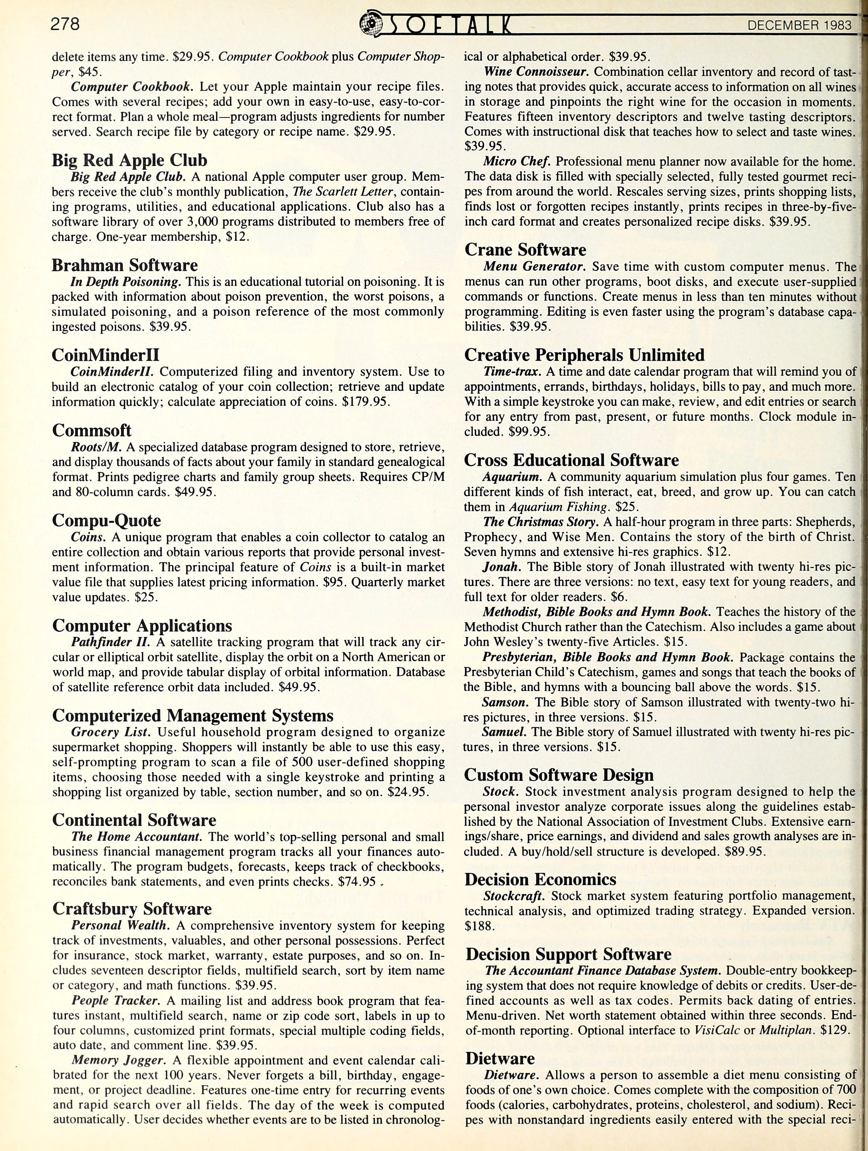 278
SOFTALK
DECEMBER 1983
delete items any time. $29.95. Computer Cookbook plus Computer Shop-
per, $45.
Computer Cookbook. Let your Apple maintain your recipe files.
Comes with several recipes; add your own in easy-to-use, easy-to-cor-
rect format. Plan a whole meal—program adjusts ingredients for number
served. Search recipe file by category or recipe name. $29.95.
Big Red Apple Club
Big Red Apple Club. A national Apple computer user group. Mem-
bers receive the club's monthly publication, The Scarlett Letter, contain-
ing programs, utilities, and educational applications. Club also has a
software library of over 3,000 programs distributed to members free of
charge. One-year membership, $12.
Brahman Software
In Depth Poisoning. This is an educational tutorial on poisoning. It is
packed with information about poison prevention, the worst poisons, a
simulated poisoning, and a poison reference of the most commonly
ingested poisons. $39.95.
CoinMinderII
CoinMinderII. Computerized filing and inventory system. Use to
build an electronic catalog of your coin collection; retrieve and update
information quickly; calculate appreciation of coins. $179.95.
Commsoft
Roots/M. A specialized database program designed to store, retrieve,
and display thousands of facts about your family in standard genealogical
format. Prints pedigree charts and family group sheets. Requires CP/M
and 80-column cards. $49.95.
Compu-Quote
Coins. A unique program that enables a coin collector to catalog an
entire collection and obtain various reports that provide personal invest-
ment information. The principal feature of Coins is a built-in market
value file that supplies latest pricing information. $95. Quarterly market
value updates. $25.
Computer Applications
Pathfinder II. A satellite tracking program that will track any cir-
cular or elliptical orbit satellite, display the orbit on a North American or
world map, and provide tabular display of orbital information. Database
of satellite reference orbit data included. $49.95.
Computerized Management Systems
Grocery List. Useful household program designed to organize
supermarket shopping. Shoppers will instantly be able to use this easy,
self-prompting program to scan a file of 500 user-defined shopping
items, choosing those needed with a single keystroke and printing a
shopping list organized by table, section number, and so on. $24.95.
Continental Software
The Home Accountant. The world's top-selling personal and small
business financial management program tracks all your finances auto-
matically. The program budgets, forecasts, keeps track of checkbooks,
reconciles bank statements, and even prints checks. $74.95 .
Craftsbury Software
Personal Wealth. A comprehensive inventory system for keeping
track of investments, valuables, and other personal possessions. Perfect
for insurance, stock market, warranty, estate purposes, and so on. In-
cludes seventeen descriptor fields, multifield search, sort by item name
or category, and math functions. $39.95.
People Tracker. A mailing list and address book program that fea-
tures instant, multifield search, name or zip code sort, labels in up to
four columns, customized print formats, special multiple coding fields,
auto date, and comment line. $39.95.
Memory Jogger. A flexible appointment and event calendar cali-
brated for the next 100 years. Never forgets a bill, birthday, engage-
ment, or project deadline. Features one-time entry for recurring events
and rapid search over all fields. The day of the week is computed
automatically. User decides whether events are to be listed in chronolog-
ical or alphabetical order. $39.95.
Wine Connoisseur. Combination cellar inventory and record of tast-
ing notes that provides quick, accurate access to information on all wines
in storage and pinpoints the right wine for the occasion in moments.
Features fifteen inventory descriptors and twelve tasting descriptors.
Comes with instructional disk that teaches how to select and taste wines.
$39.95.
Micro Chef. Professional menu planner now available for the home.
The data disk is filled with specially selected, fully tested gourmet reci-
pes from around the world. Rescales serving sizes, prints shopping lists,
finds lost or forgotten recipes instantly, prints recipes in three-by-five-
inch card format and creates personalized recipe disks. $39.95.
Crane Software
Menu Generator. Save time with custom computer menus. The
menus can run other programs, boot disks, and execute user-supplied
commands or functions. Create menus in less than ten minutes without
programming. Editing is even faster using the program's database capa-
bilities. $39.95.
Creative Peripherals Unlimited
Time-trax. A time and date calendar program that will remind you of
appointments, errands, birthdays, holidays, bills to pay, and much more.
With a simple keystroke you can make, review, and edit entries or search
for any entry from past, present, or future months. Clock module in-
cluded. $99.95.
Cross Educational Software
Aquarium. A community aquarium simulation plus four games. Ten
different kinds of fish interact, eat, breed, and grow up. You can catch
them in Aquarium Fishing. $25.
The Christmas Story. A half-hour program in three parts: Shepherds,
Prophecy, and Wise Men. Contains the story of the birth of Christ.
Seven hymns and extensive hi-res graphics. $12.
Jonah. The Bible story of Jonah illustrated with twenty hi-res pic-
tures. There are three versions: no text, easy text for young readers, and
full text for older readers. $6.
Methodist, Bible Books and Hymn Book. Teaches the history of the
Methodist Church rather than the Catechism. Also includes a game about
John Wesley's twenty-five Articles. $15.
Presbyterian, Bible Books and Hymn Book. Package contains the
Presbyterian Child's Catechism, games and songs that teach the books of
the Bible, and hymns with a bouncing ball above the words. $15.
Samson. The Bible story of Samson illustrated with twenty-two hi-
res pictures, in three versions. $15.
Samuel. The Bible story of Samuel illustrated with twenty hi-res pic-
tures, in three versions. $15.
Custom Software Design
Stock. Stock investment analysis program designed to help the
personal investor analyze corporate issues along the guidelines estab-
lished by the National Association of Investment Clubs. Extensive earn-
ings/share, price earnings, and dividend and sales growth analyses are in-
cluded. A buy/hold/sell structure is developed. $89.95.
Decision Economics
Stockcraft. Stock market system featuring portfolio management,
technical analysis, and optimized trading strategy. Expanded version.
$188.
Decision Support Software
The Accountant Finance Database System. Double-entry bookkeep-
ing system that does not require knowledge of debits or credits. User-de-
fined accounts as well as tax codes. Permits back dating of entries.
Menu-driven. Net worth statement obtained within three seconds. End-
of-month reporting. Optional interface to VisiCalc or Multiplan. $129.
Dietware
Dietware. Allows a person to assemble a diet menu consisting of
foods of one's own choice. Comes complete with the composition of 700
foods (calories, carbohydrates, proteins, cholesterol, and sodium). Reci-
pes with nonstandard ingredients easily entered with the special reci-